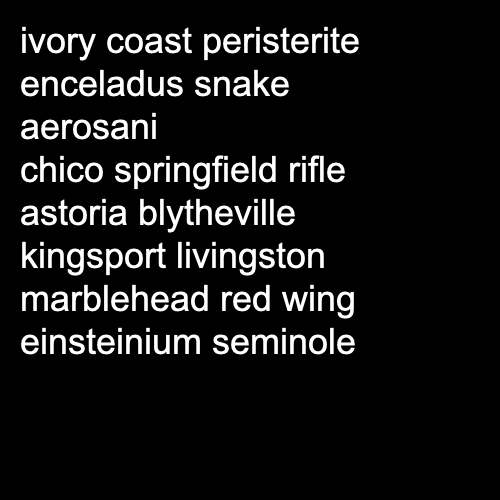 ivory coast peristerite
enceladus snake
aerosani
chico springfield rifle
astoria blytheville
kingsport livingston
marblehead red wing
einsteinium seminole